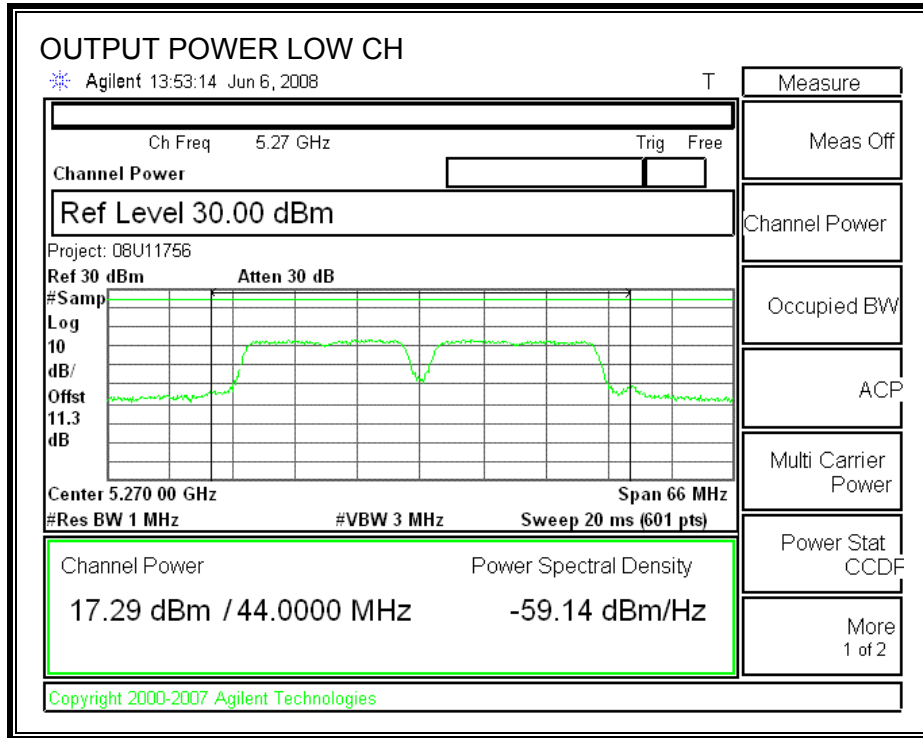 OUTPUT POWER LOW CH
Agilent 13:53:14 Jun 6, 2008 T
Ch Freq 5.27 GHz Trig Free
Channel Power
Ref Level 30.00 dBm
Project: 08U11756
Ref 30 dBm Atten 30 dB
#Samp
Log
10
dB/
Offst
11.3
dB
Center 5.270 00 GHz Span 66 MHz
#Res BW 1 MHz #VBW 3 MHz Sweep 20 ms (601 pts)
Channel Power Power Spectral Density
17.29 dBm / 44.0000 MHz -59.14 dBm/Hz
Copyright 2000-2007 Agilent Technologies
Measure
Meas Off
Channel Power
Occupied BW
ACP
Multi Carrier
Power
Power Stat
CCDF
More
1 of 2